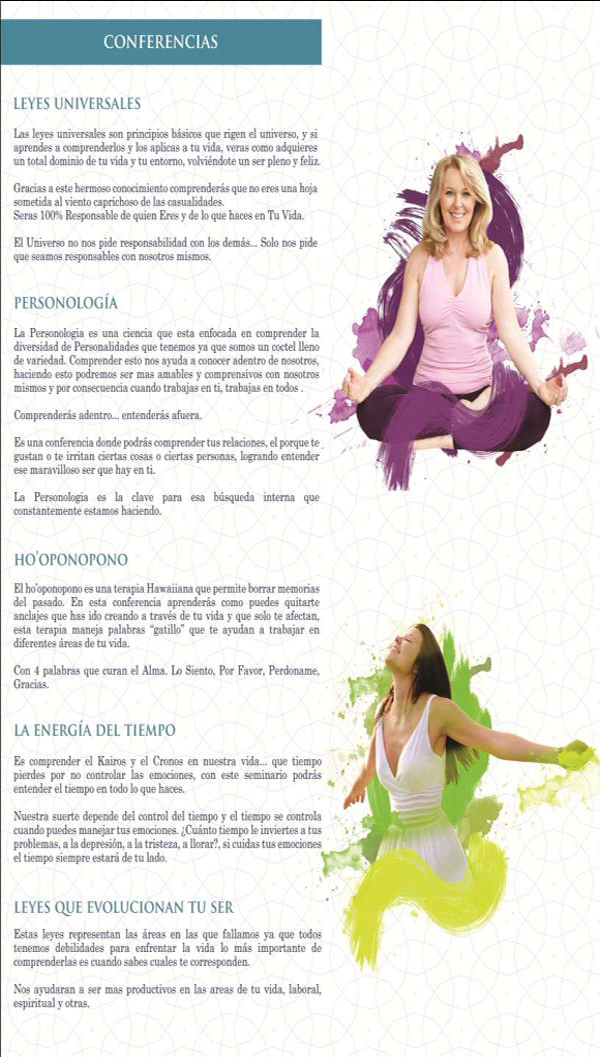 CONFERENCIAS
LEYES UNIVERSALES
Las leyes universales son principios básicos que rigen el universo, y si
aprendes a comprenderlos y los aplicas a tu vida, veras como adquieres
un total dominio de tu vida y tu entorno, volviéndote un ser pleno y feliz.
Gracias a este hermoso conocimiento comprenderás que no eres una hoja
sometida al viento caprichoso de las casualidades.
Seras 100% Responsable de quien Eres y de lo que haces en Tu Vida.
El Universo no nos pide responsabilidad con los demás... Solo nos pide
que seamos responsables con nosotros mismos.
PERSONOLOGÍA
La Personologia es una ciencia que esta enfocada en comprender la
diversidad de Personalidades que tenemos ya que somos un coctel lleno
de variedad. Comprender esto nos ayuda a conocer adentro de nosotros,
haciendo esto podremos ser mas amables y comprensivos con nosotros
mismos y por consecuencia cuando trabajas en ti, trabajas en todos .
Comprenderás adentro... entenderás afuera.
Es una conferencia donde podrás comprender tus relaciones, el porque te
gustan o te irritan ciertas cosas o ciertas personas, logrando entender
ese maravilloso ser que hay en ti.
La Personologia es la clave para esa búsqueda interna que
constantemente estamos haciendo.
HO'OPONOPONO
El ho'oponopono es una terapia Hawaiiana que permite borrar memorias
del pasado. En esta conferencia aprenderás como puedes quitarte
anclajes que has ido creando a través de tu vida y que solo te afectan,
esta terapia maneja palabras “gatillo” que te ayudan a trabajar en
diferentes áreas de tu vida.
Con 4 palabras que curan el Alma. Lo Siento, Por Favor, Perdoname,
Gracias.
LA ENERGÍA DEL TIEMPO
Es comprender el Kairos y el Cronos en nuestra vida... que tiempo
pierdes por no controlar las emociones, con este seminario podrás
entender el tiempo en todo lo que haces.
Nuestra suerte depende del control del tiempo y el tiempo se controla
cuando puedes manejar tus emociones. ¿Cuánto tiempo le inviertes a tus
problemas, a la depresión, a la tristeza, a llorar?, si cuidas tus emociones
el tiempo siempre estará de tu lado.
LEYES QUE EVOLUCIONAN TU SER
Estas leyes representan las áreas en las que fallamos ya que todos
tenemos debilidades para enfrentar la vida lo más importante de
comprenderlas es cuando sabes cuales te corresponden.
Nos ayudaran a ser mas productivos en las areas de tu vida, laboral,
espiritual y otras.